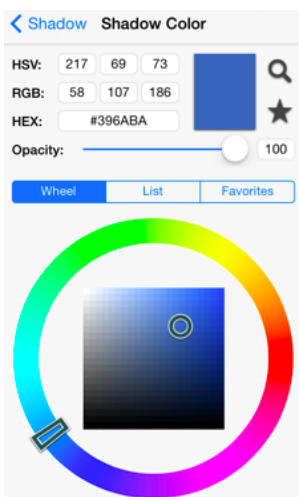 Shadow Shadow Color
HSV: 217 69 73
RGB: 58 107 186
HEX: #396ABA
Opacity: 100
Wheel List Favorites